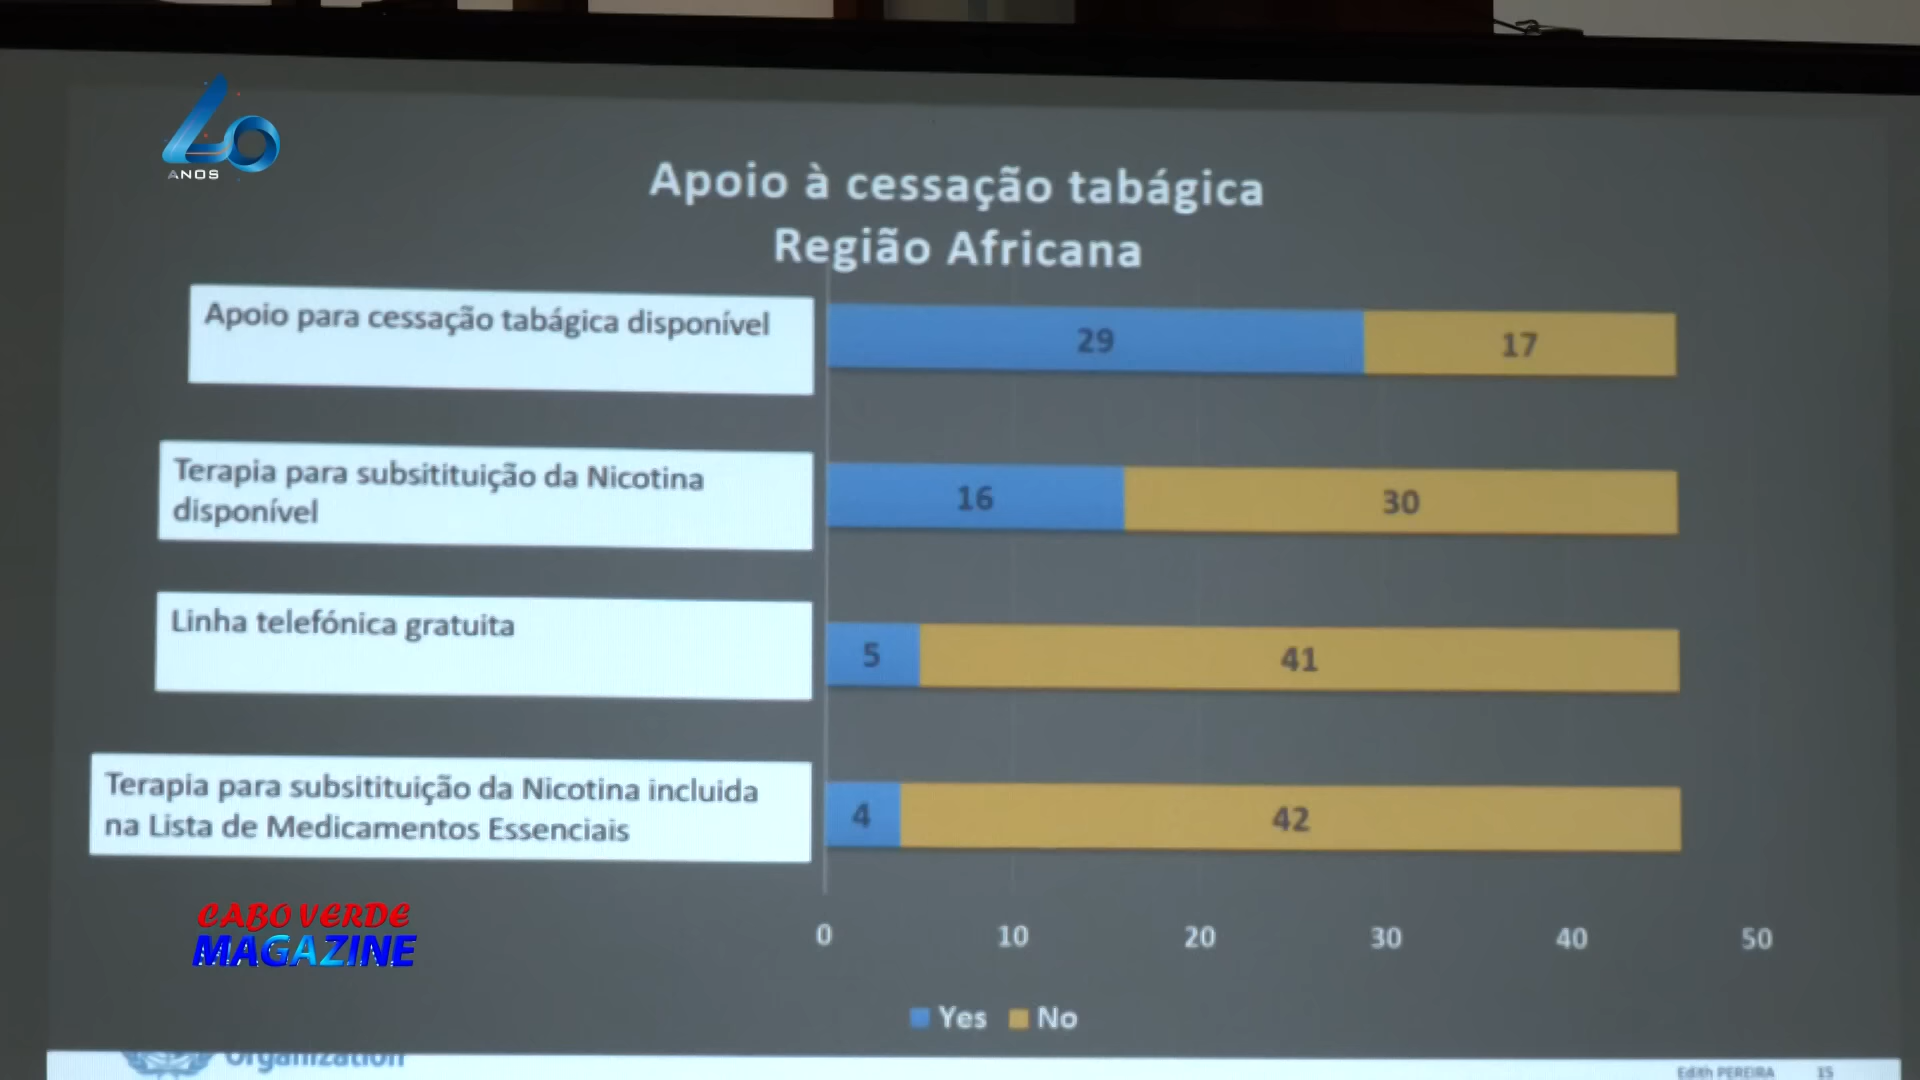 40
ANOS
Apoio à cessação tabágica
Região Africana
Apoio para cessação tabágica disponível
29
17
Terapia para subsitituição da Nicotina
disponível
16
30
Linha telefónica gratuita
5
41
Terapia para subsitituição da Nicotina incluida
na Lista de Medicamentos Essenciais
4
42
0 10 20 30 40 50
Yes No
CABO VERDE
MAGAZINE
Organization
Edith PEREIRA 15